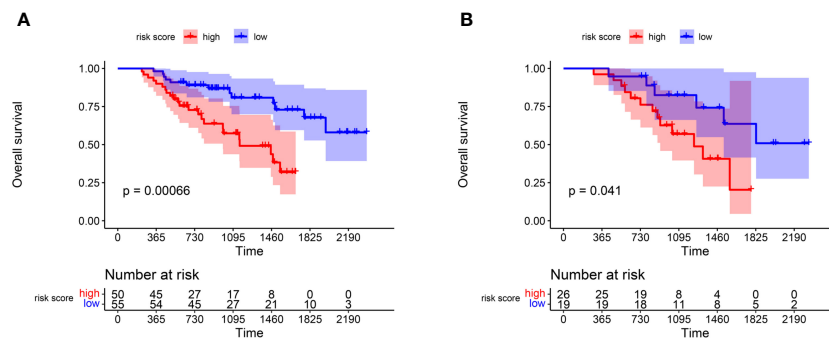 A
risk score high low
Overall survival
1.00
0.75
0.50
0.25
0.00
p = 0.00066
0 365 730 1095 1460 1825 2190
Time
Number at risk
risk score
high 50 45 27 17 8 0 0
low 55 54 45 27 21 10 3
0 365 730 1095 1460 1825 2190
Time
B
risk score high low
Overall survival
1.00
0.75
0.50
0.25
0.00
p = 0.041
0 365 730 1095 1460 1825 2190
Time
Number at risk
risk score
high 26 25 19 8 4 0 0
low 19 19 18 11 8 5 2
0 365 730 1095 1460 1825 2190
Time